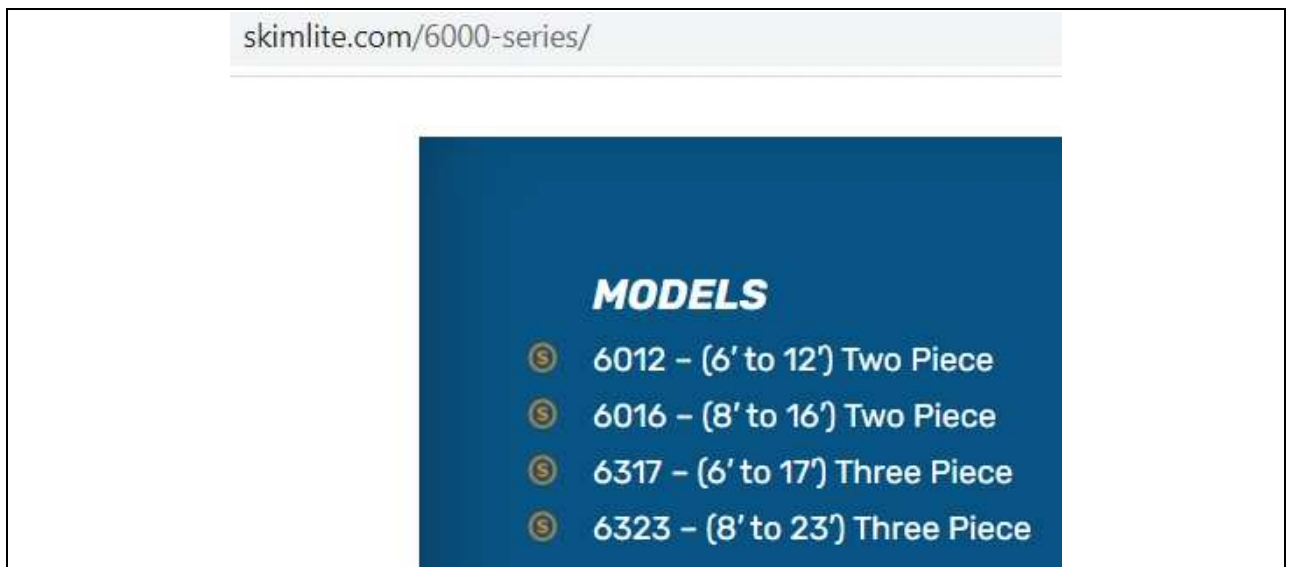 skimlite.com/6000-series/
MODELS
S 6012 – (6' to 12') Two Piece
S 6016 – (8' to 16') Two Piece
S 6317 – (6' to 17') Three Piece
S 6323 – (8' to 23') Three Piece